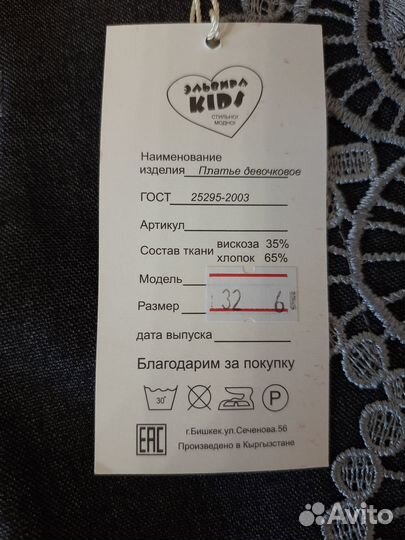 ЭЛЬВИРА
KIDS
СТИЛЬНО!
МОДНО!
Наименование
изделия Платье девочковое
ГОСТ 25295-2003
Артикул
Состав ткани вискоза 35%
хлопок 65%
Модель
Размер 32 6
дата выпуска
Благодарим за покупку
30°
P
г.Бишкек.ул.Сеченова.56
Произведено в Кыргызстане
EAC
Avito